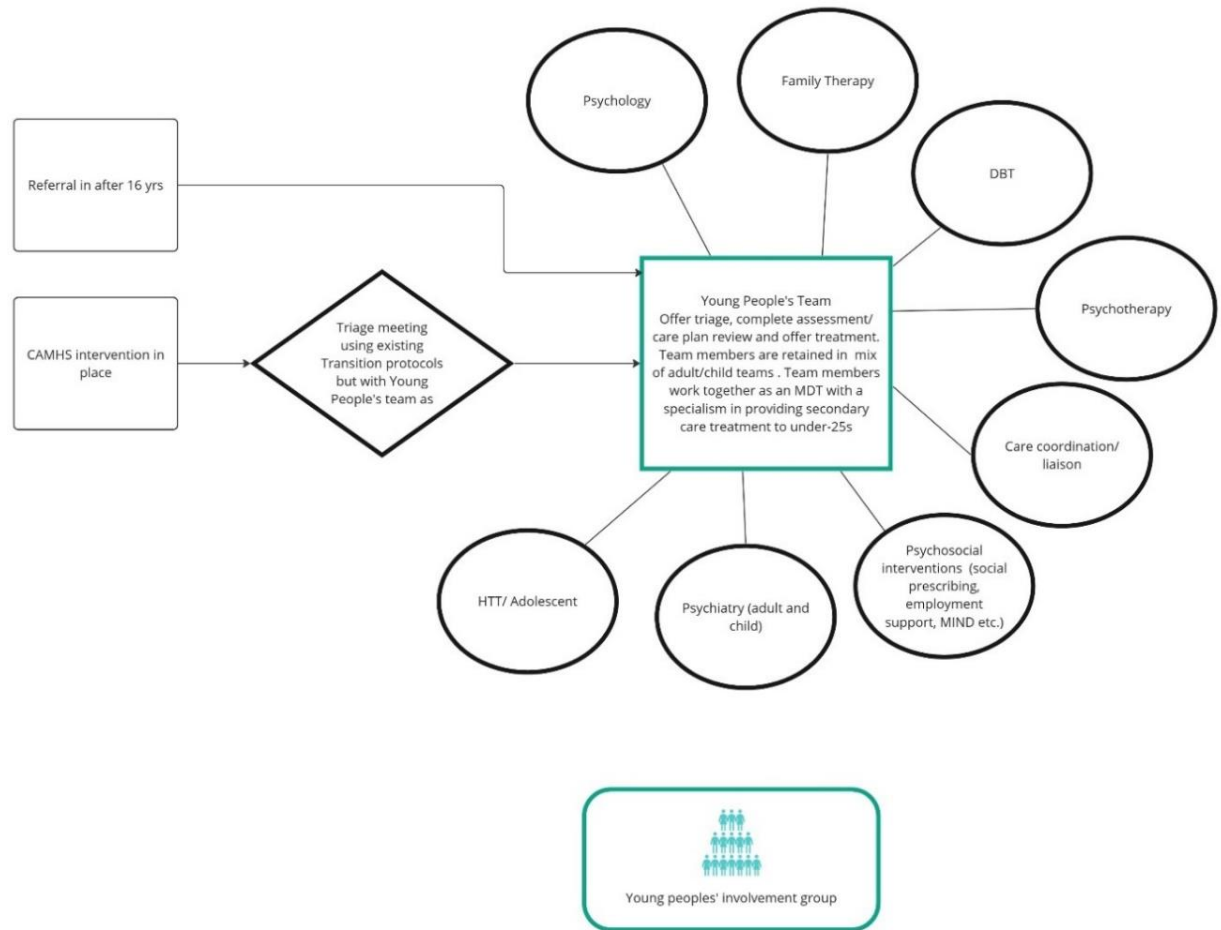 Psychology
Family Therapy
DBT
Psychotherapy
Care coordination/
liaison
Psychosocial
interventions (social
prescribing,
employment
support, MIND etc.)
Psychiatry (adult and
child)
HTT/ Adolescent
Referral in after 16 yrs
CAMHS intervention in
place
Triage meeting
using existing
Transition protocols
but with Young
People's team as
Young People's Team
Offer triage, complete assessment/
care plan review and offer treatment.
Team members are retained in mix
of adult/child teams . Team members
work together as an MDT with a
specialism in providing secondary
care treatment to under-25s
Young peoples' involvement group